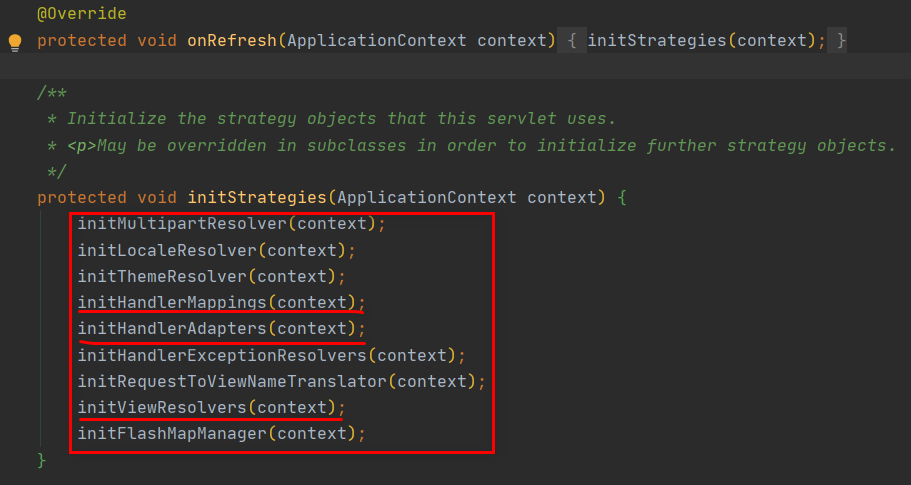 @Override
protected void onRefresh(ApplicationContext context) { initStrategies(context); }
/**
* Initialize the strategy objects that this servlet uses.
* <p>May be overridden in subclasses in order to initialize further strategy objects.
*/
protected void initStrategies(ApplicationContext context) {
initMultipartResolver(context);
initLocaleResolver(context);
initThemeResolver(context);
initHandlerMappings(context);
initHandlerAdapters(context);
initHandlerExceptionResolvers(context);
initRequestToViewNameTranslator(context);
initViewResolvers(context);
initFlashMapManager(context);
}